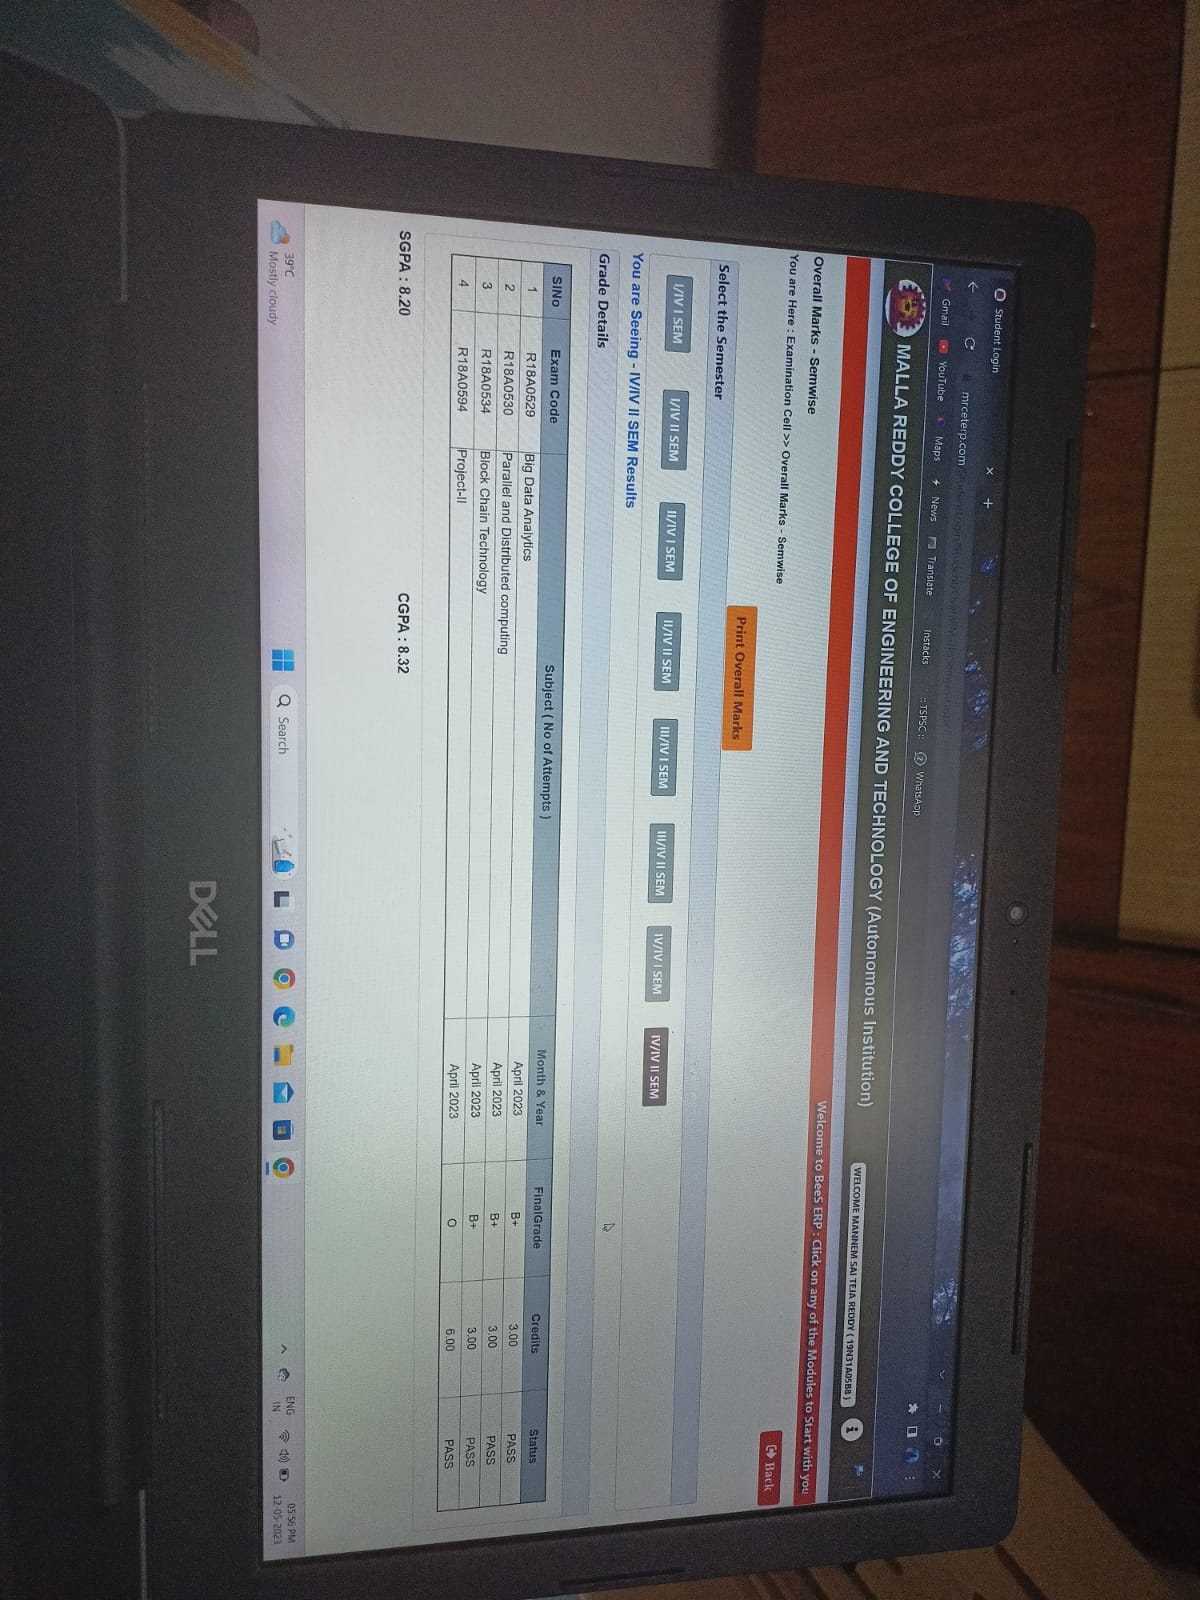 Student Login
mrceterp.com
Gmail YouTube Maps News Translate Instacks :: TSPSC :: WhatsApp
MALLA REDDY COLLEGE OF ENGINEERING AND TECHNOLOGY (Autonomous Institution)
WELCOME MANNEM SAI TEJA REDDY ( 19N31A05B8 )
Welcome to BeeS ERP : Click on any of the Modules to Start with you
Overall Marks - Semwise
You are Here : Examination Cell >> Overall Marks - Semwise
Back
Print Overall Marks
Select the Semester
I/IV I SEM I/IV II SEM II/IV I SEM II/IV II SEM III/IV I SEM III/IV II SEM IV/IV I SEM IV/IV II SEM
You are Seeing - IV/IV II SEM Results
Grade Details
SlNo Exam Code Subject ( No of Attempts ) Month & Year FinalGrade Credits Status
1 R18A0529 Big Data Analytics April 2023 B+ 3.00 PASS
2 R18A0530 Parallel and Distributed computing April 2023 B+ 3.00 PASS
3 R18A0534 Block Chain Technology April 2023 B+ 3.00 PASS
4 R18A0594 Project-II April 2023 O 6.00 PASS
SGPA : 8.20 CGPA : 8.32
39°C
Mostly cloudy
Search
ENG
IN
05:56 PM
12-05-2023
DELL